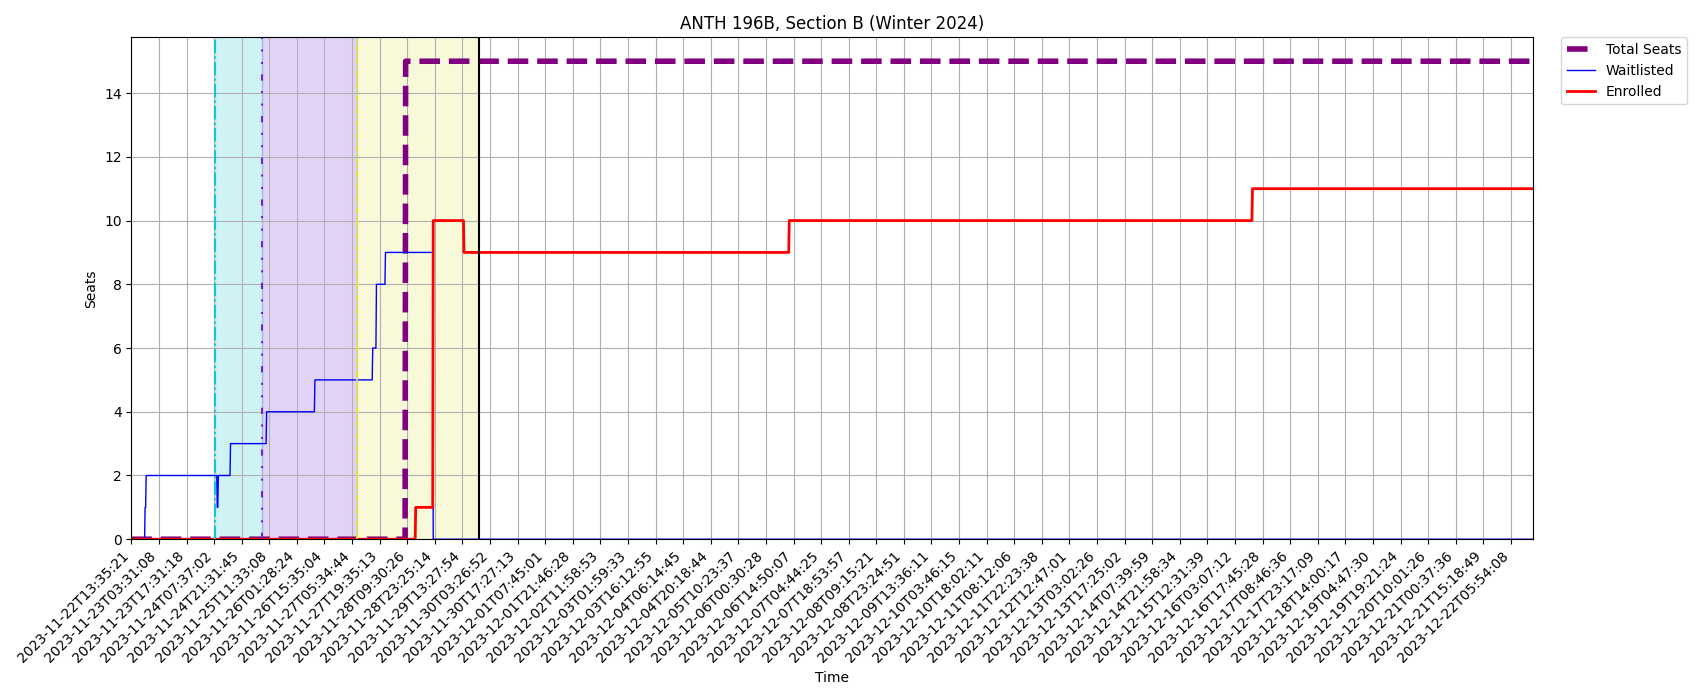 ANTH 196B, Section B (Winter 2024)
Total Seats
Waitlisted
Enrolled
Seats
14
12
10
8
6
4
2
0
2023-11-22T13:35:21
2023-11-23T03:31:08
2023-11-23T17:31:18
2023-11-24T07:37:02
2023-11-24T21:31:45
2023-11-25T11:33:08
2023-11-26T01:28:24
2023-11-26T15:35:04
2023-11-27T05:34:44
2023-11-27T19:35:13
2023-11-28T09:30:26
2023-11-28T23:25:14
2023-11-29T13:27:54
2023-11-30T03:26:52
2023-11-30T17:27:13
2023-12-01T07:45:01
2023-12-01T21:46:28
2023-12-02T11:58:53
2023-12-03T01:59:33
2023-12-03T16:12:55
2023-12-04T06:14:45
2023-12-04T20:18:44
2023-12-05T10:23:37
2023-12-06T00:30:28
2023-12-06T14:50:07
2023-12-07T04:44:25
2023-12-07T18:53:57
2023-12-08T09:15:21
2023-12-08T23:24:51
2023-12-09T13:36:11
2023-12-10T03:46:15
2023-12-10T18:02:11
2023-12-11T08:12:06
2023-12-11T22:23:38
2023-12-12T12:47:01
2023-12-13T03:02:26
2023-12-13T17:25:02
2023-12-14T07:39:59
2023-12-14T21:58:34
2023-12-15T12:31:39
2023-12-16T03:07:12
2023-12-16T17:45:28
2023-12-17T08:46:36
2023-12-17T23:17:09
2023-12-18T14:00:17
2023-12-19T04:47:30
2023-12-19T19:21:24
2023-12-20T10:01:26
2023-12-21T00:37:36
2023-12-21T15:18:49
2023-12-22T05:54:08
Time